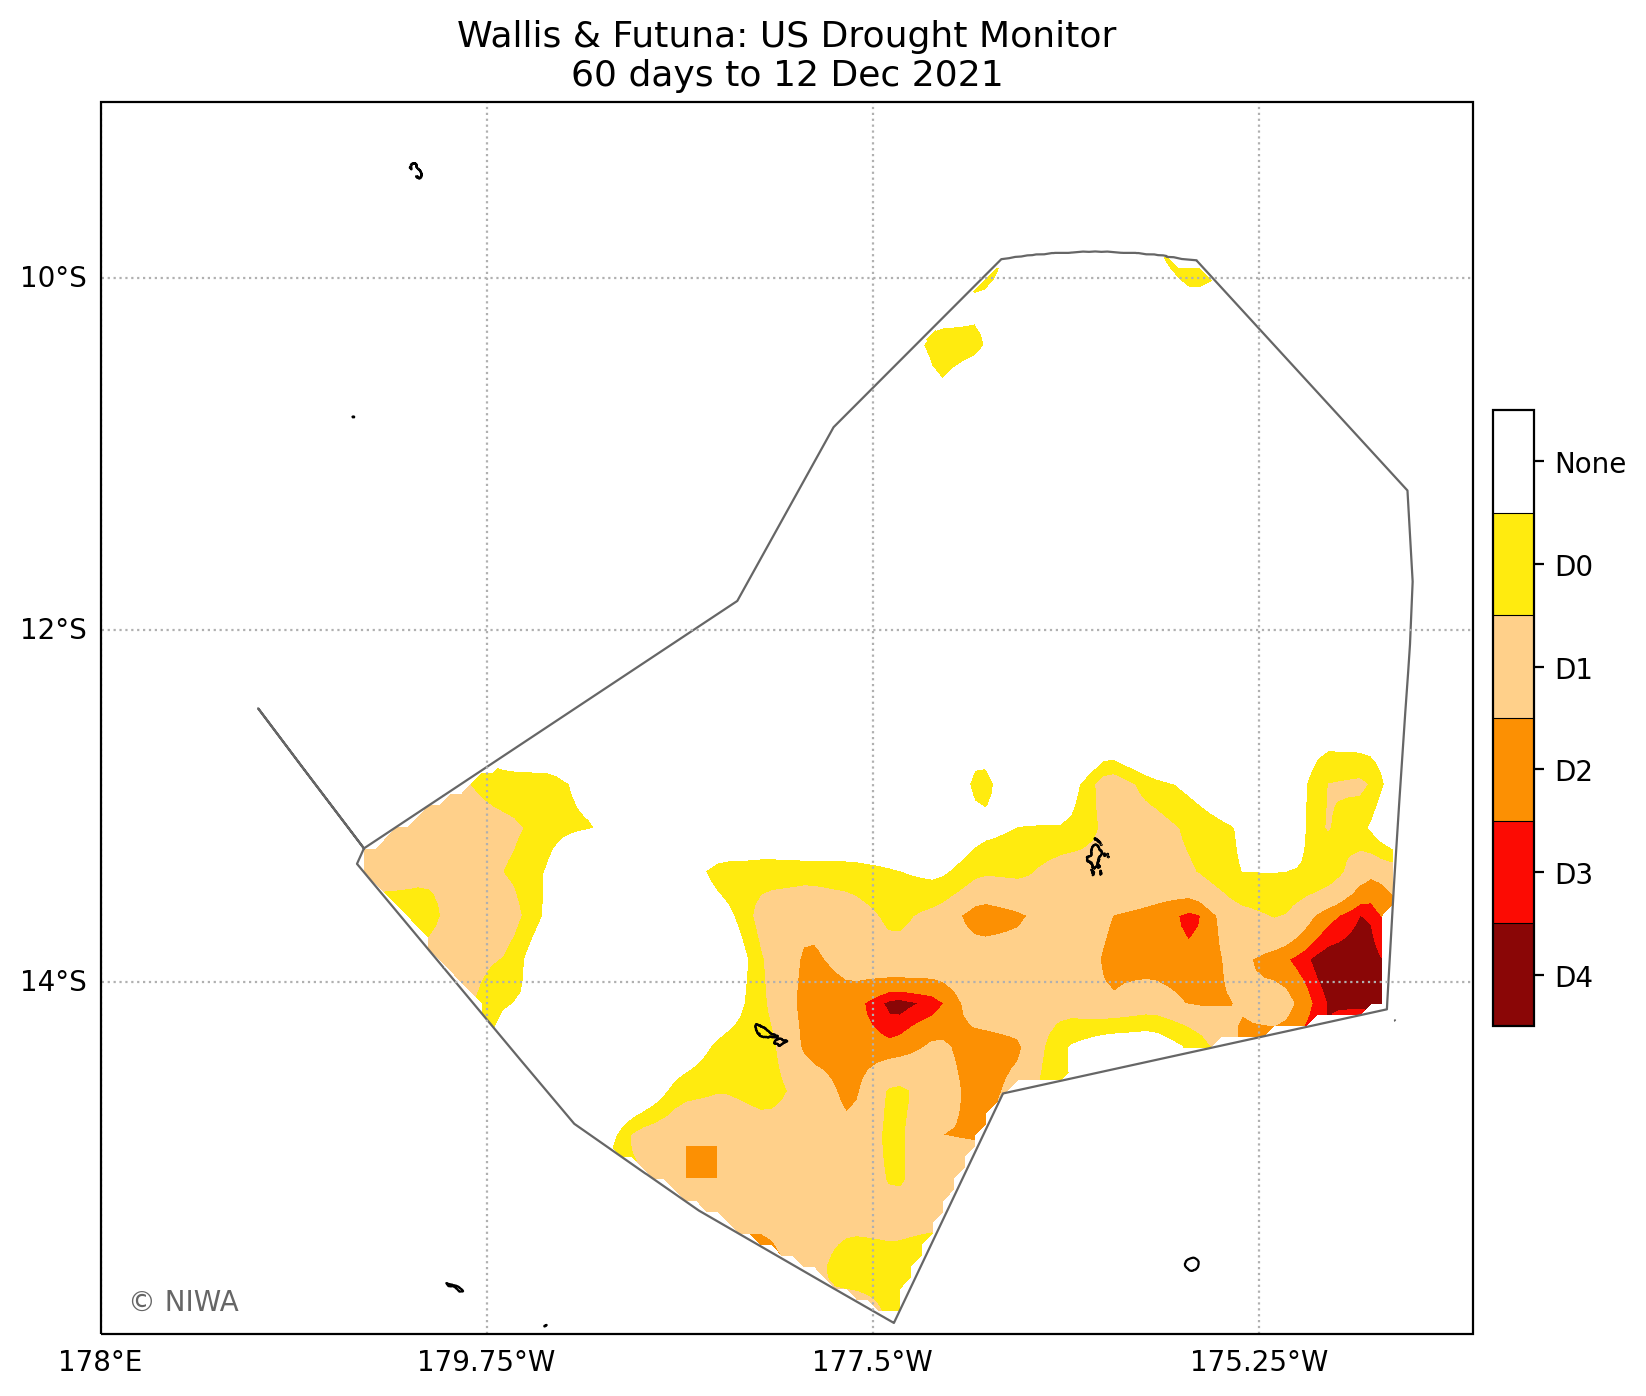 Wallis & Futuna: US Drought Monitor
60 days to 12 Dec 2021
10°S
12°S
14°S
178°E
179.75°W
177.5°W
175.25°W
None
D0
D1
D2
D3
D4
© NIWA